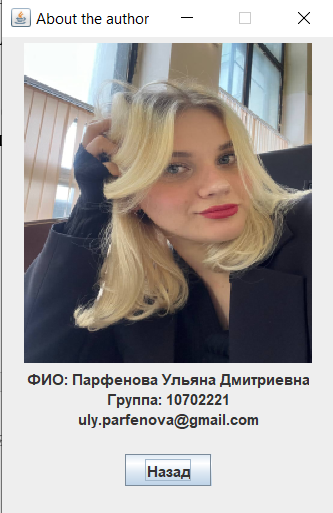 About the author
ФИО: Парфенова Ульяна Дмитриевна
Группа: 10702221
uly.parfenova@gmail.com
Назад